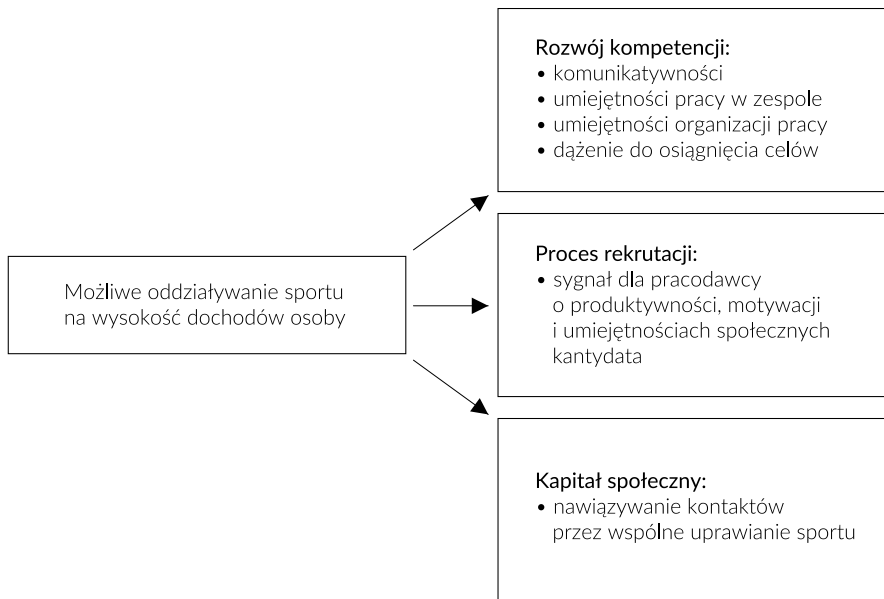 Możliwe oddziaływanie sportu
na wysokość dochodów osoby
Rozwój kompetencji:
• komunikatywności
• umiejętności pracy w zespole
• umiejętności organizacji pracy
• dążenie do osiągnięcia celów
Proces rekrutacji:
• sygnał dla pracodawcy
o produktywności, motywacji
i umiejętnościach społecznych
kantydata
Kapitał społeczny:
• nawiązywanie kontaktów
przez wspólne uprawianie sportu